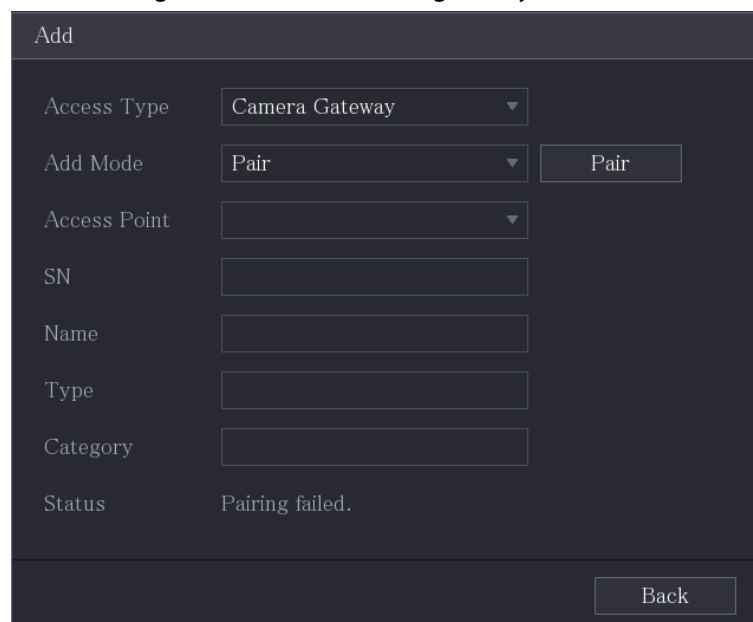 Add
Access Type Camera Gateway
Add Mode Pair Pair
Access Point
SN
Name
Type
Category
Status Pairing failed.
Back